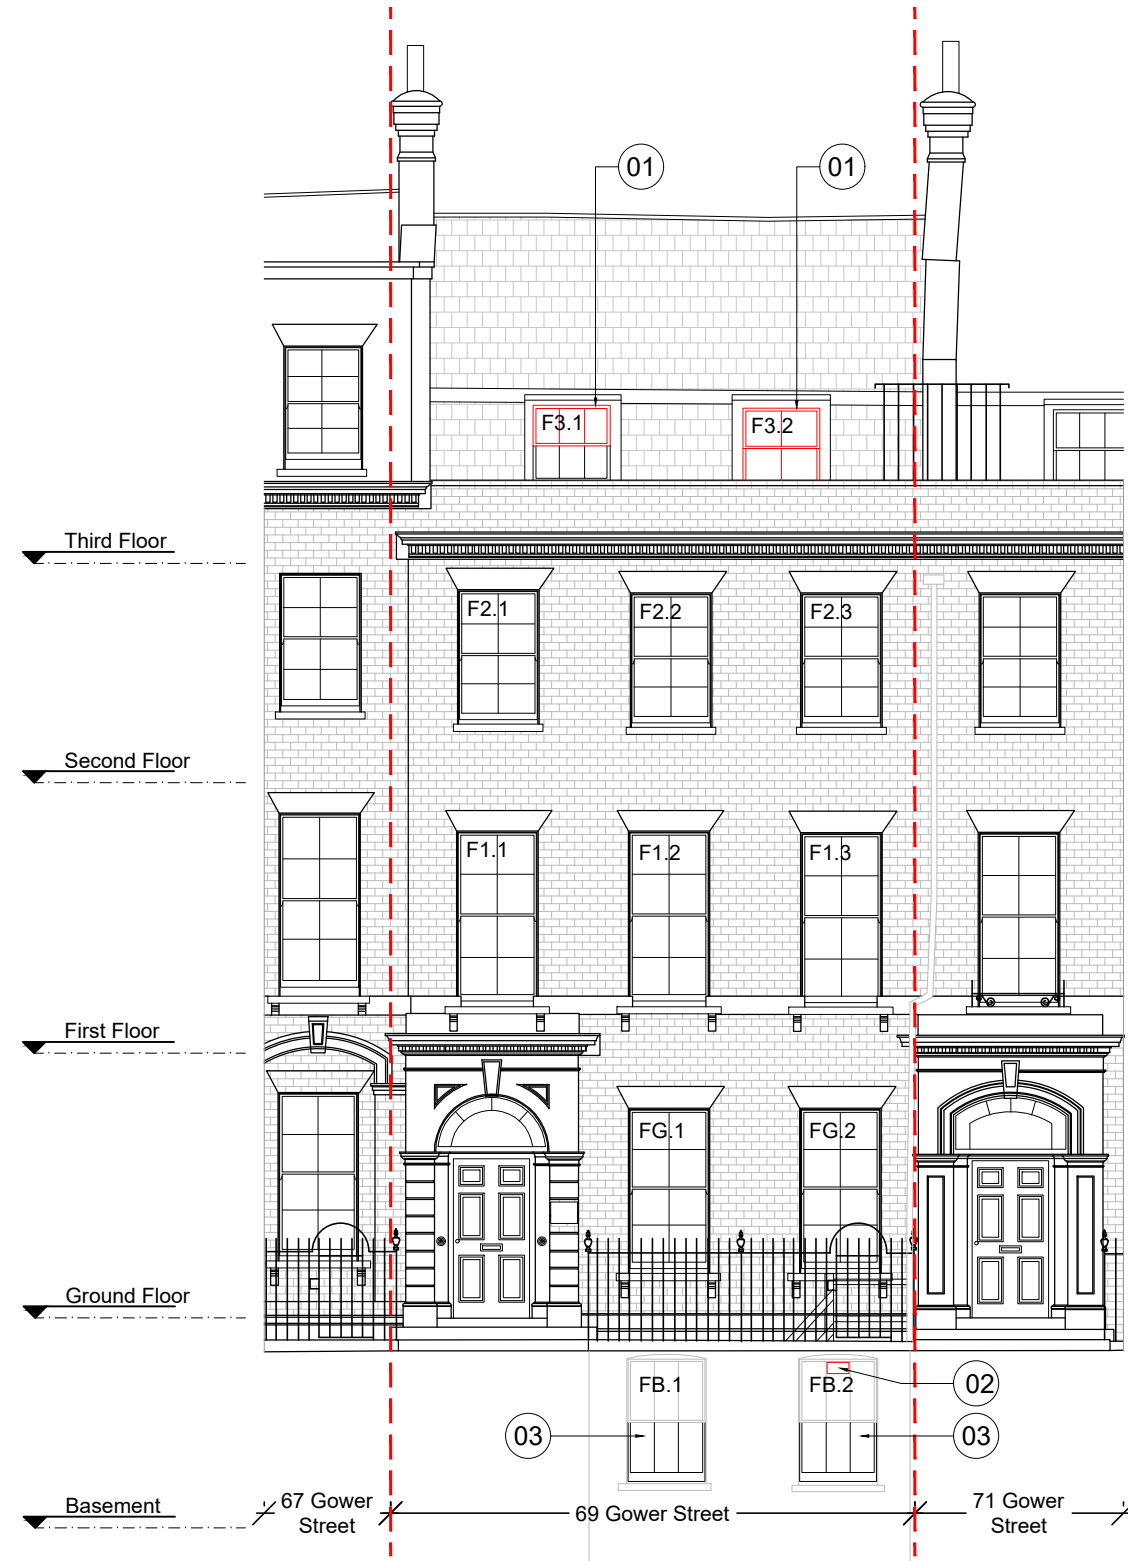 01 01
F3.1 F3.2
Third Floor
F2.1 F2.2 F2.3
Second Floor
F1.1 F1.2 F1.3
First Floor
FG.1 FG.2
Ground Floor
FB.1 FB.2 02
03 03
Basement
67 Gower
Street
69 Gower Street
71 Gower
Street